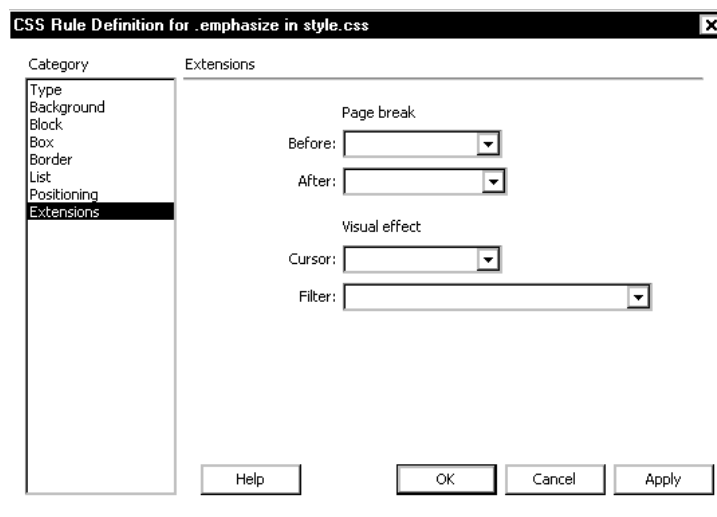 CSS Rule Definition for .emphasize in style.css
Category
Extensions
Type
Background
Block
Box
Border
List
Positioning
Extensions
Page break
Before:
After:
Visual effect
Cursor:
Filter:
Help
OK
Cancel
Apply